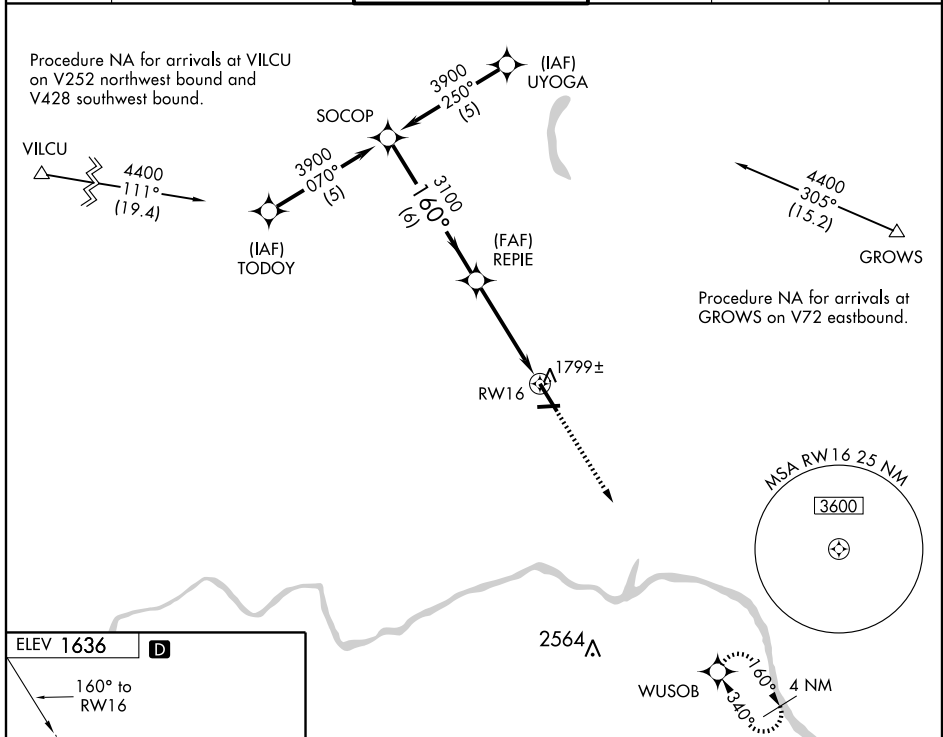 Procedure NA for arrivals at VILCU
on V252 northwest bound and
V428 southwest bound.
(IAF)
UYOGA
3900
250°
(5)
SOCOP
VILCU
4400
111°
(19.4)
3900
070°
(5)
(IAF)
TODOY
3100
160°
(6)
(FAF)
REPIE
4400
305°
(15.2)
GROWS
Procedure NA for arrivals at
GROWS on V72 eastbound.
1799±
RW16
MSA RW16 25 NM
3600
ELEV 1636 D
160° to
RW16
2564
WUSOB
160°
340°
4 NM